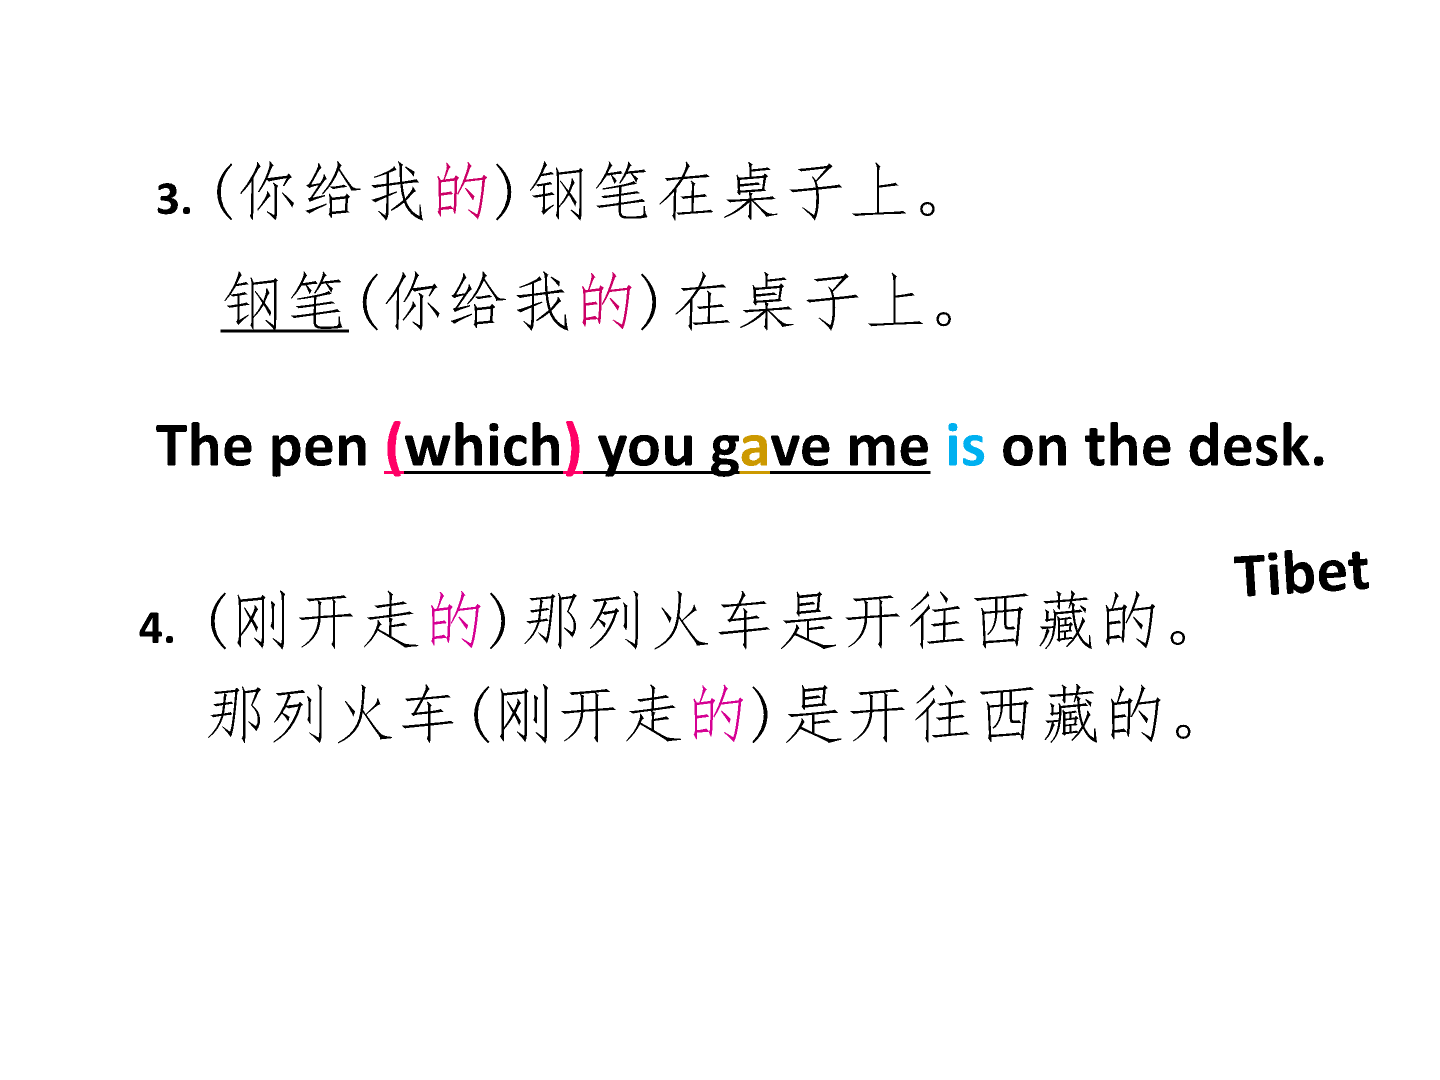 3. (你给我的)钢笔在桌子上。
钢笔(你给我的)在桌子上。
The pen (which) you gave me is on the desk.
Tibet
4. (刚开走的)那列火车是开往西藏的。
那列火车(刚开走的)是开往西藏的。